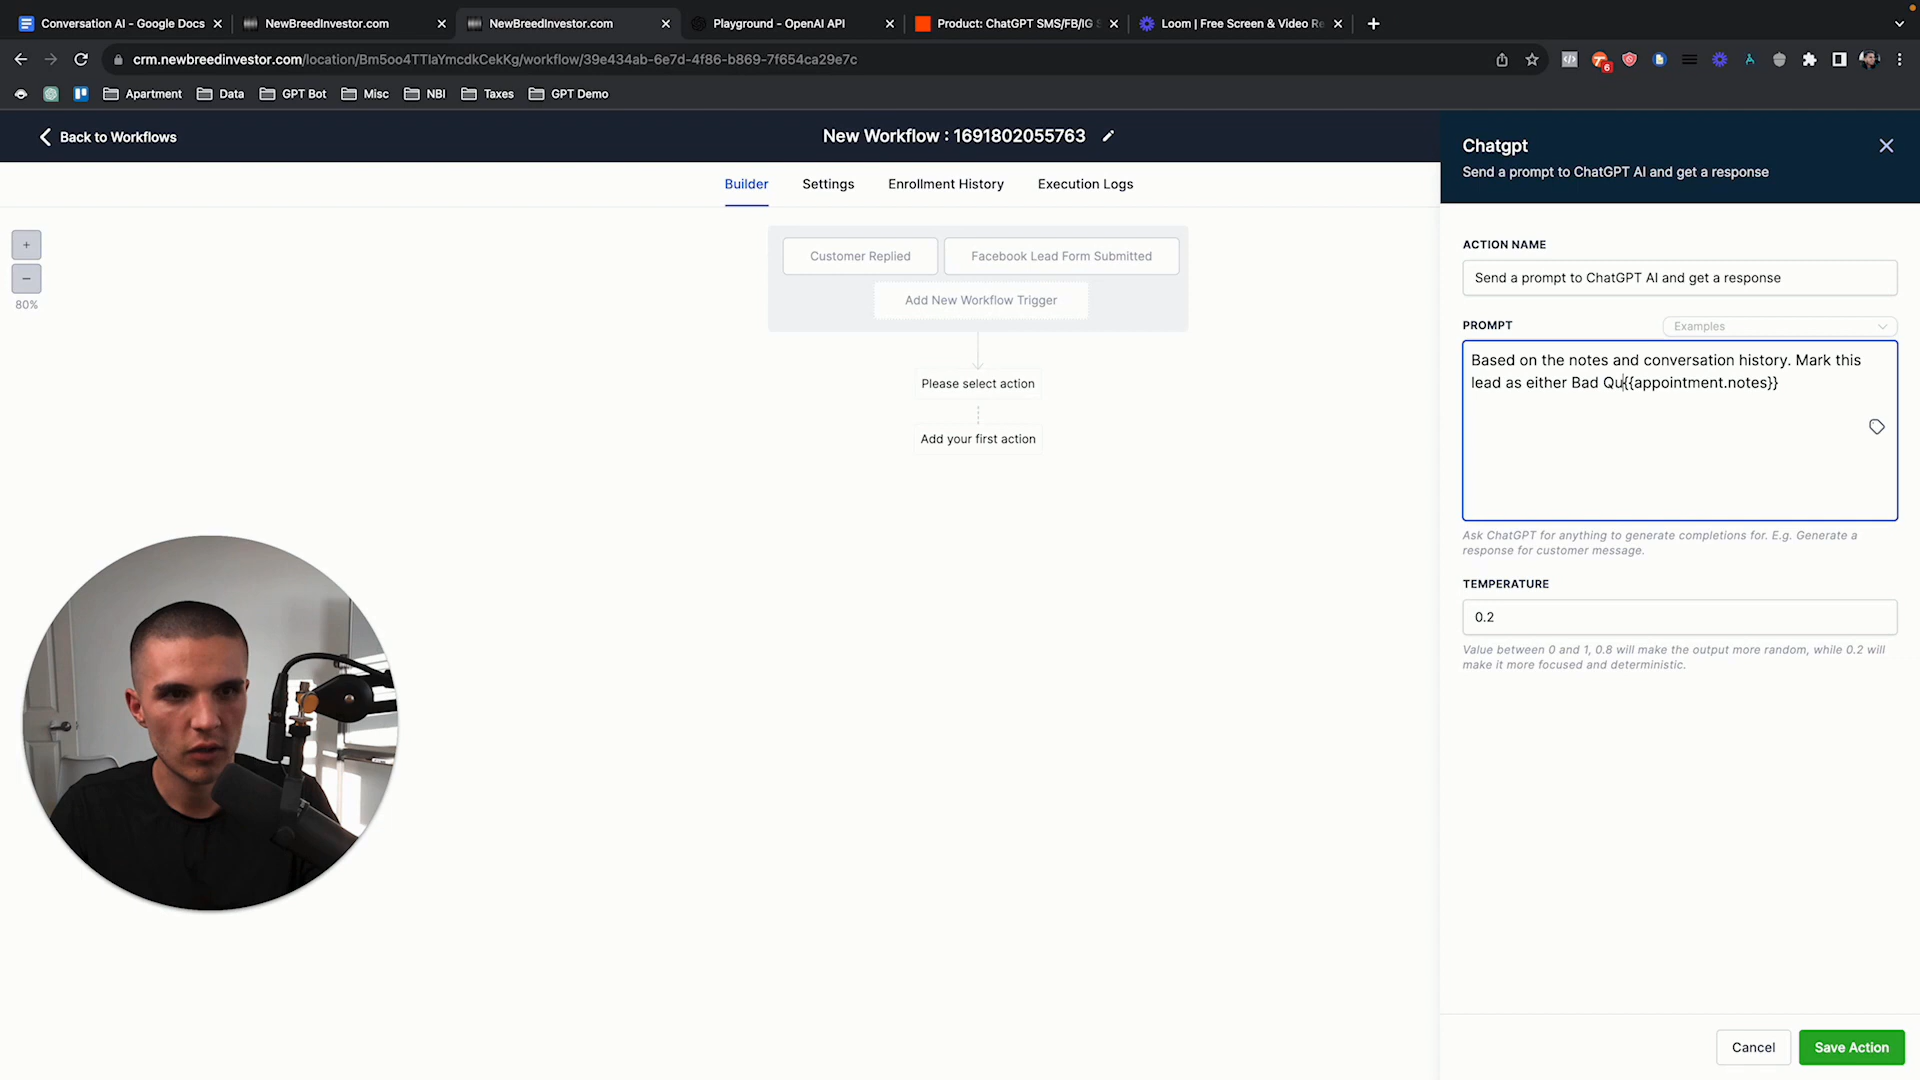 Conversation AI - Google Docs
NewBreedInvestor.com
NewBreedInvestor.com
Playground - OpenAI API
Product: ChatGPT SMS/FB/IG S
Loom | Free Screen & Video Re
crm.newbreedinvestor.com/location/Bm5oo4TTlaYmcdkCekKg/workflow/39e434ab-6e7d-4f86-b869-7f654ca29e7c
6
Apartment
Data
GPT Bot
Misc
NBI
Taxes
GPT Demo
Back to Workflows
New Workflow : 1691802055763
Builder
Settings
Enrollment History
Execution Logs
+
−
80%
Customer Replied
Facebook Lead Form Submitted
Add New Workflow Trigger
Please select action
Add your first action
Chatgpt
Send a prompt to ChatGPT AI and get a response
ACTION NAME
Send a prompt to ChatGPT AI and get a response
PROMPT
Examples
Based on the notes and conversation history. Mark this
lead as either Bad Qu{{appointment.notes}}
Ask ChatGPT for anything to generate completions for. E.g. Generate a
response for customer message.
TEMPERATURE
0.2
Value between 0 and 1, 0.8 will make the output more random, while 0.2 will
make it more focused and deterministic.
Cancel
Save Action